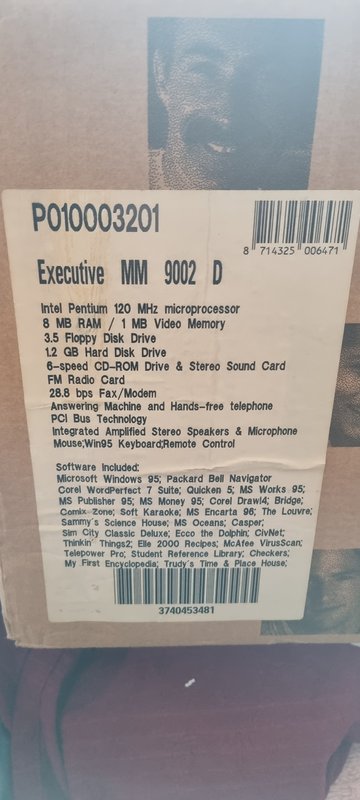 P010003201
8 714325 006471
Executive MM 9002 D
Intel Pentium 120 MHz microprocessor
8 MB RAM / 1 MB Video Memory
3.5 Floppy Disk Drive
1.2 GB Hard Disk Drive
6-speed CD-ROM Drive & Stereo Sound Card
FM Radio Card
28.8 bps Fax/Modem
Answering Machine and Hands-free telephone
PCI Bus Technology
Integrated Amplified Stereo Speakers & Microphone
Mouse;Win95 Keyboard;Remote Control
Software Included:
Microsoft Windows 95; Packard Bell Navigator
Corel WordPerfect 7 Suite; Quicken 5; MS Works 95;
MS Publisher 95; MS Money 95; Corel Draw!4; Bridge;
Comix Zone; Soft Karaoke; MS Encarta 96; The Louvre;
Sammy's Science House; MS Oceans; Casper;
Sim City Classic Deluxe; Ecco the Dolphin; CivNet;
Thinkin' Things2; Elle 2000 Recipes; McAfee VirusScan;
Telepower Pro; Student Reference Library; Checkers;
My First Encyclopedia; Trudy's Time & Place House;
3740453481